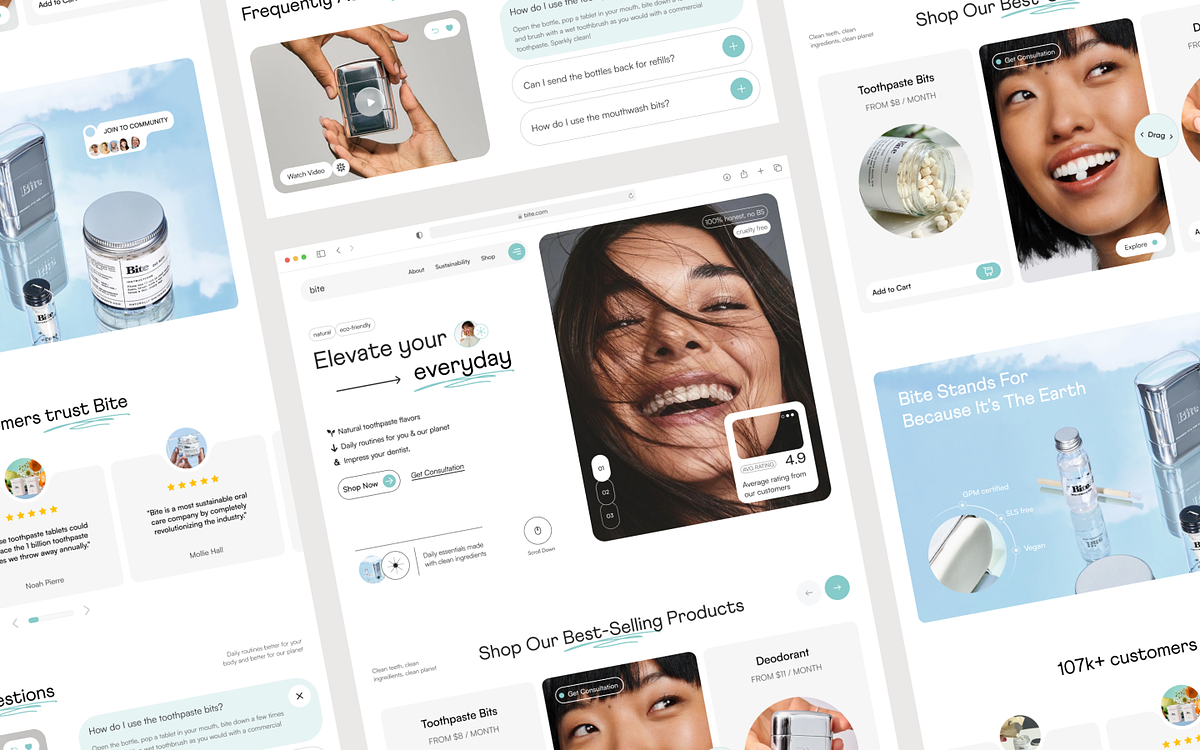 Add to Cart
JOIN TO COMMUNITY
Bite
mers trust Bite
se toothpaste tablets could
ace the 1 billion toothpaste
es we throw away annually."
Noah Pierre
"Bite is a most sustainable oral
care company by completely
revolutionizing the industry."
Mollie Hall
Daily routines better for your
body and better for our planet
estions
How do I use the toothpaste bits?
Open the bottle, pop a tablet in your mouth, bite down a few times
and brush with a wet toothbrush as you would with a commercial
Frequently
Watch Video
How do I use the
Open the bottle, pop a tablet in your mouth, bite down a
and brush with a wet toothbrush as you would with a commercial
toothpaste. Sparkly clean!
Can I send the bottles back for refills?
How do I use the mouthwash bits?
bite.com
bite
About
Sustainability
Shop
natural
eco-friendly
Elevate your
everyday
Natural toothpaste flavors
Daily routines for you & our planet
& Impress your dentist.
Shop Now
Get Consultation
Daily essentials made
with clean ingredients
Scroll Down
100% honest, no BS
cruelty free
01
02
03
AVG.RATING
4.9
Average rating from
our customers
Shop Our Best-Selling Products
Clean teeth, clean
ingredients, clean planet
Toothpaste Bits
FROM $8 / MONTH
Get Consultation
Deodorant
FROM $11 / MONTH
Shop Our Best-
Clean teeth, clean
ingredients, clean planet
Toothpaste Bits
FROM $8 / MONTH
Bite
Add to Cart
Get Consultation
Drag
Explore
Bite Stands For
Because It's The Earth
GPM certified
SLS free
Vegan
Bite
107k+ customers